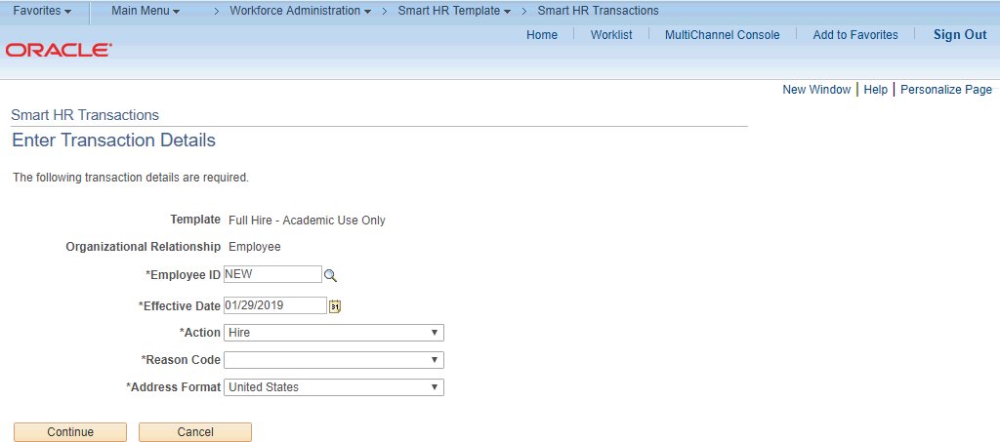 Favorites Main Menu > Workforce Administration > Smart HR Template > Smart HR Transactions
ORACLE
Home Worklist MultiChannel Console Add to Favorites Sign Out
New Window | Help | Personalize Page
Smart HR Transactions
Enter Transaction Details
The following transaction details are required.
Template Full Hire - Academic Use Only
Organizational Relationship Employee
*Employee ID NEW
*Effective Date 01/29/2019 31
*Action Hire
*Reason Code
*Address Format United States
Continue Cancel